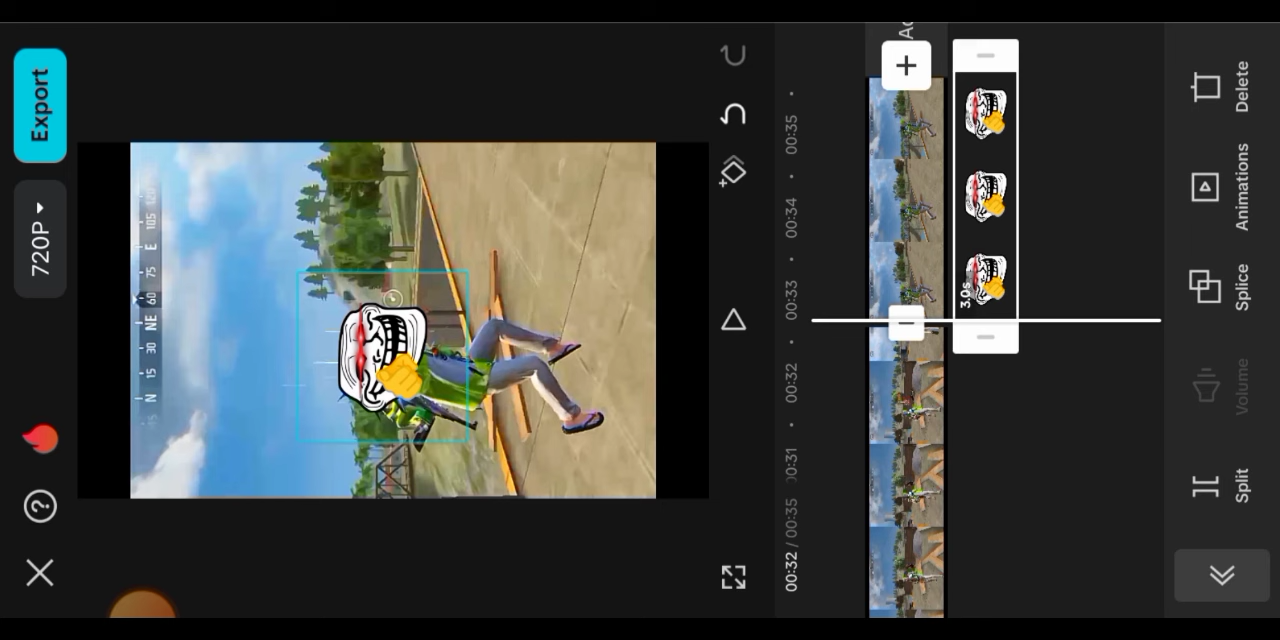 720P
Export
N
15
30
NE
60
75
E
105
120
00:32 / 00:35
00:31
00:32
00:33
00:34
00:35
3.0s
Split
Volume
Splice
Animations
Delete